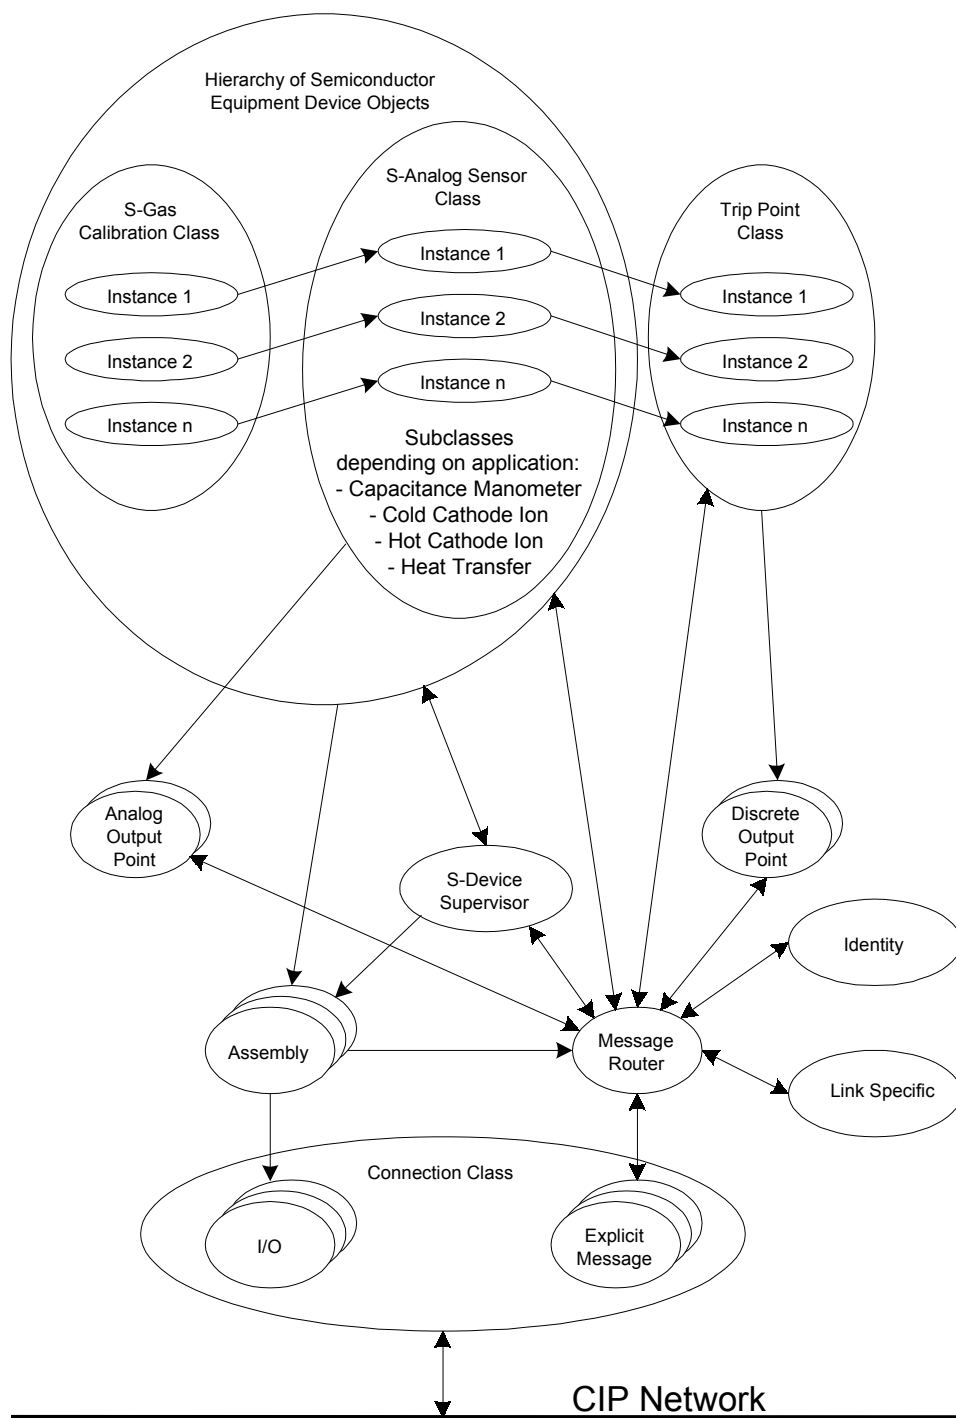 Hierarchy of Semiconductor
Equipment Device Objects
S-Gas
Calibration Class
Instance 1
Instance 2
Instance n
S-Analog Sensor
Class
Instance 1
Instance 2
Instance n
Subclasses
depending on application:
- Capacitance Manometer
- Cold Cathode Ion
- Hot Cathode Ion
- Heat Transfer
Trip Point
Class
Instance 1
Instance 2
Instance n
Analog
Output
Point
S-Device
Supervisor
Discrete
Output
Point
Identity
Assembly
Message
Router
Link Specific
Connection Class
I/O
Explicit
Message
CIP Network